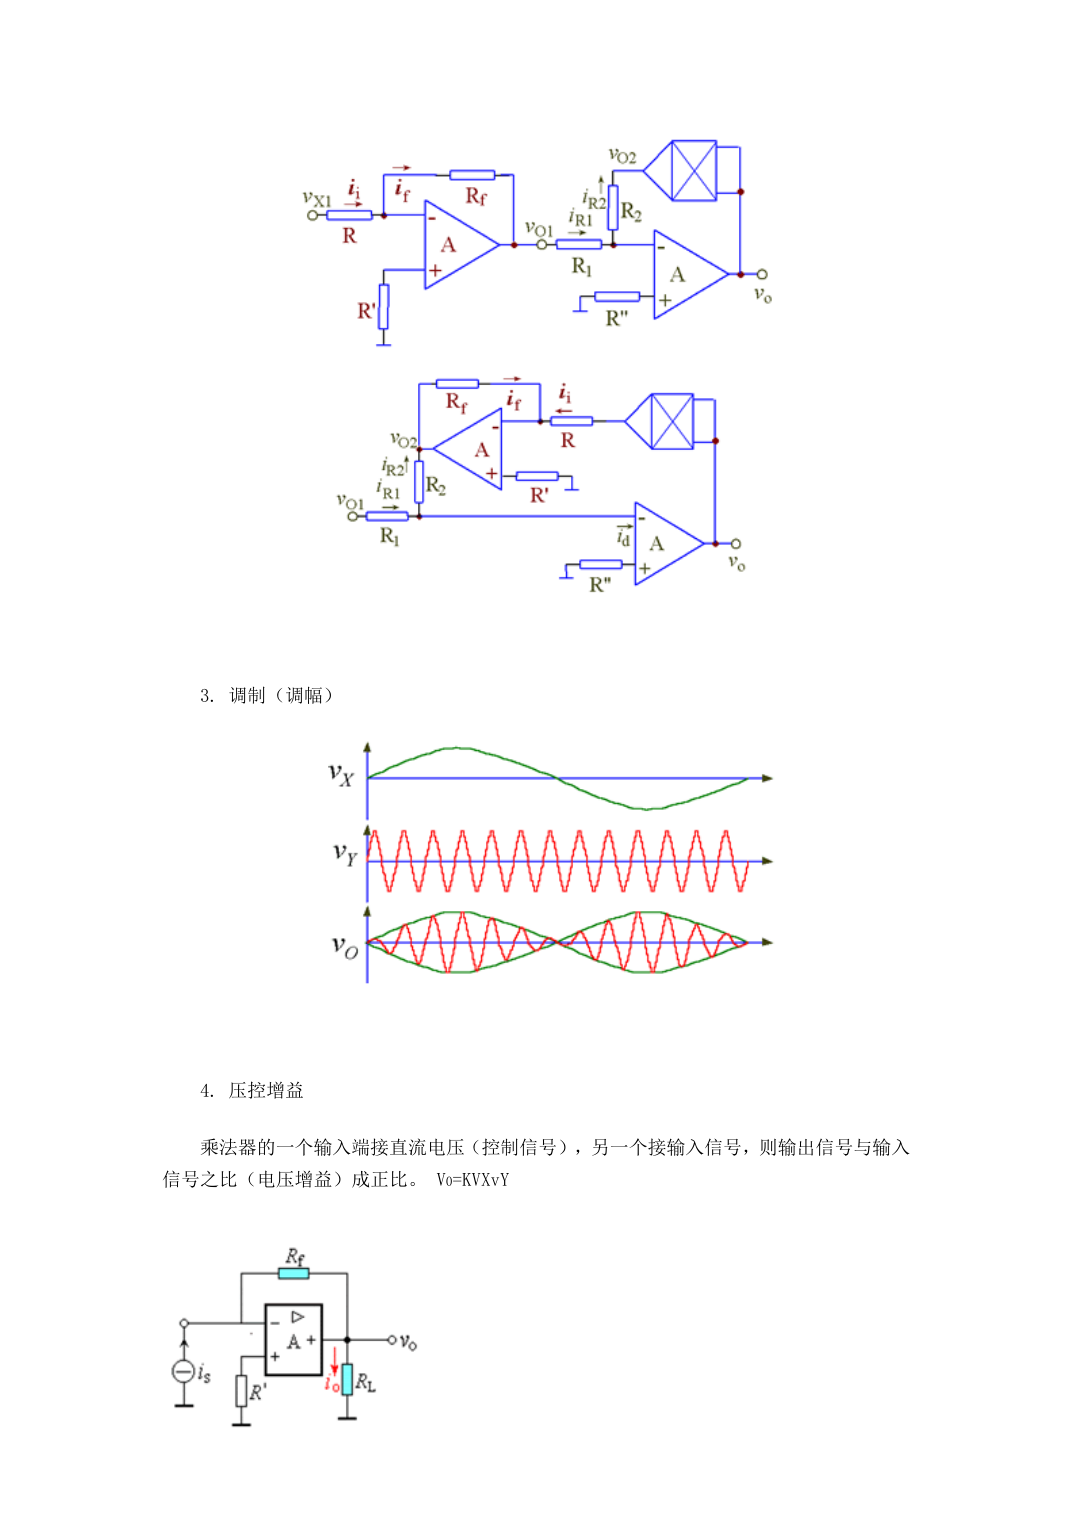 vX1 ii if Rf
R
A
-
+
R'
vO1 iR1 iR2 vO2
R2
R1
A
-
+
R"
vo
Rf if ii
vO2 A - R
iR2
iR1 R2 + R'
vO1
R1
id - A
+
R"
vo
3. 调制（调幅）
vX
vY
vO
4. 压控增益
乘法器的一个输入端接直流电压（控制信号），另一个接输入信号，则输出信号与输入
信号之比（电压增益）成正比。 V0=KVXvY
Rf
- ▷
A +
+
vo
is
R'
io RL